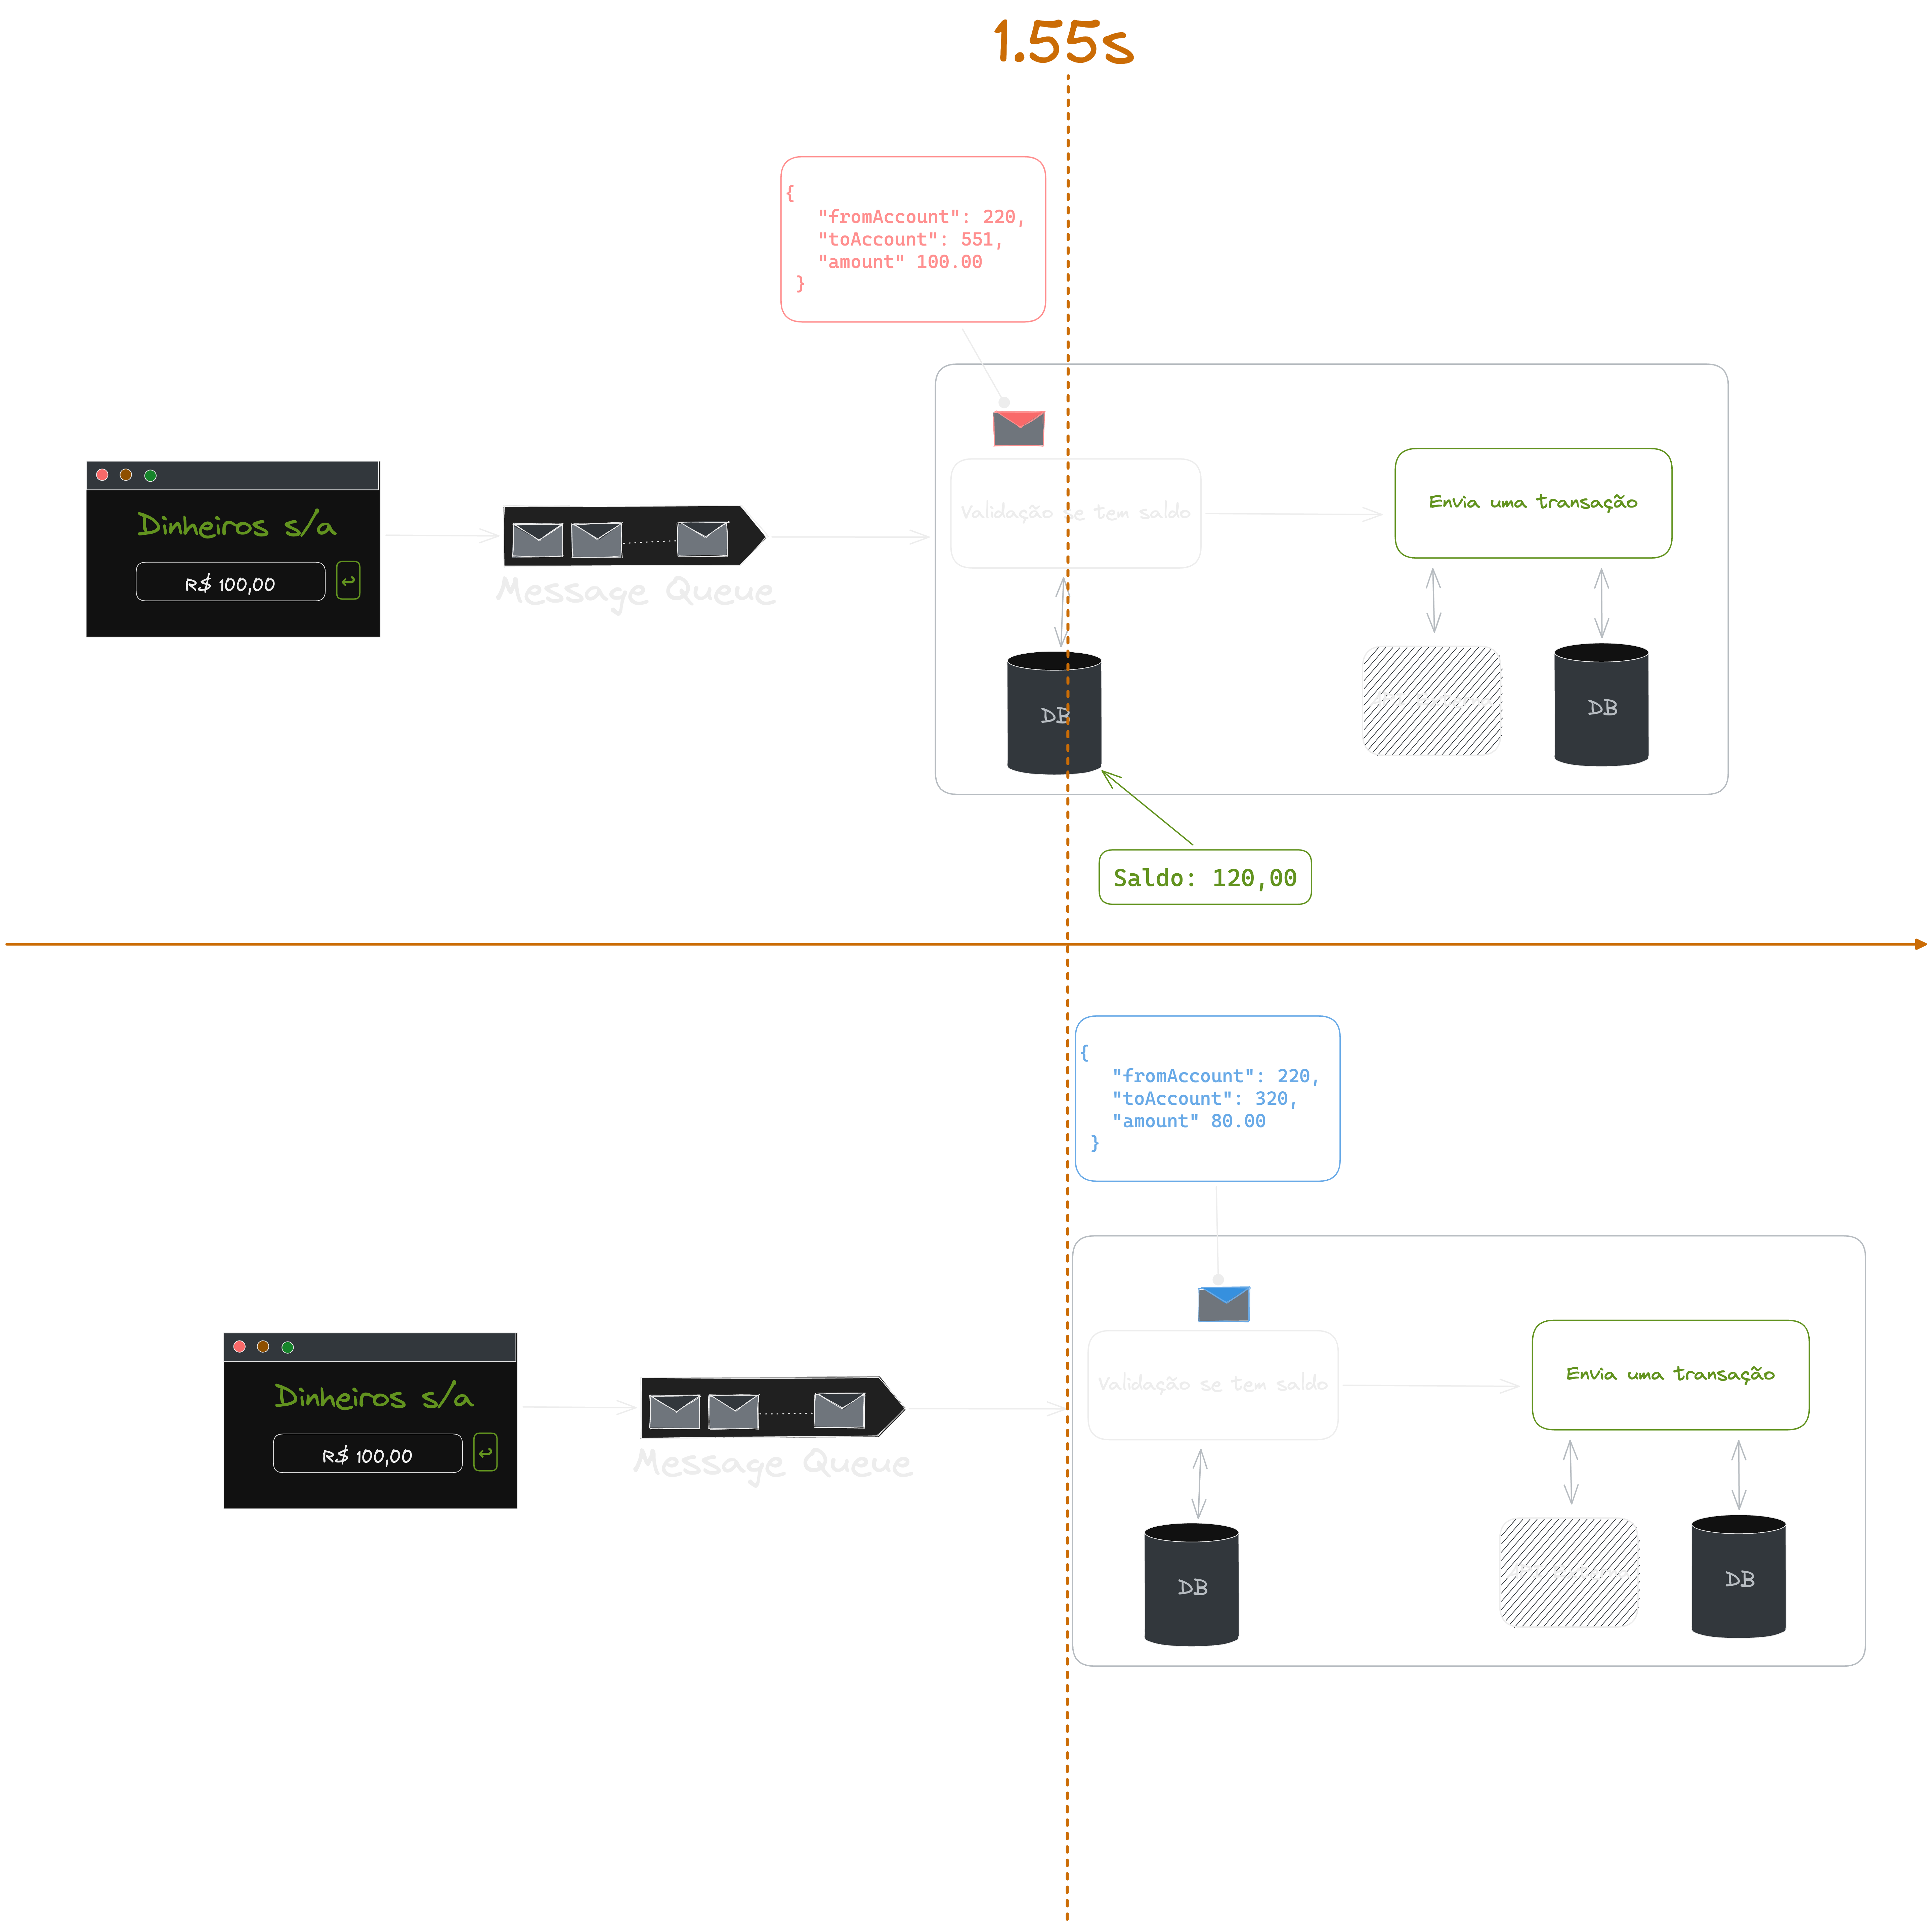 1.55s
{
"fromAccount": 220,
"toAccount": 551,
"amount" 100.00
}
Dinheiros s/a
R$ 100,00
Message Queue
Validação se tem saldo
Envia uma transação
DB
DB
Saldo: 120,00
{
"fromAccount": 220,
"toAccount": 320,
"amount" 80.00
}
Dinheiros s/a
R$ 100,00
Message Queue
Validação se tem saldo
Envia uma transação
DB
DB